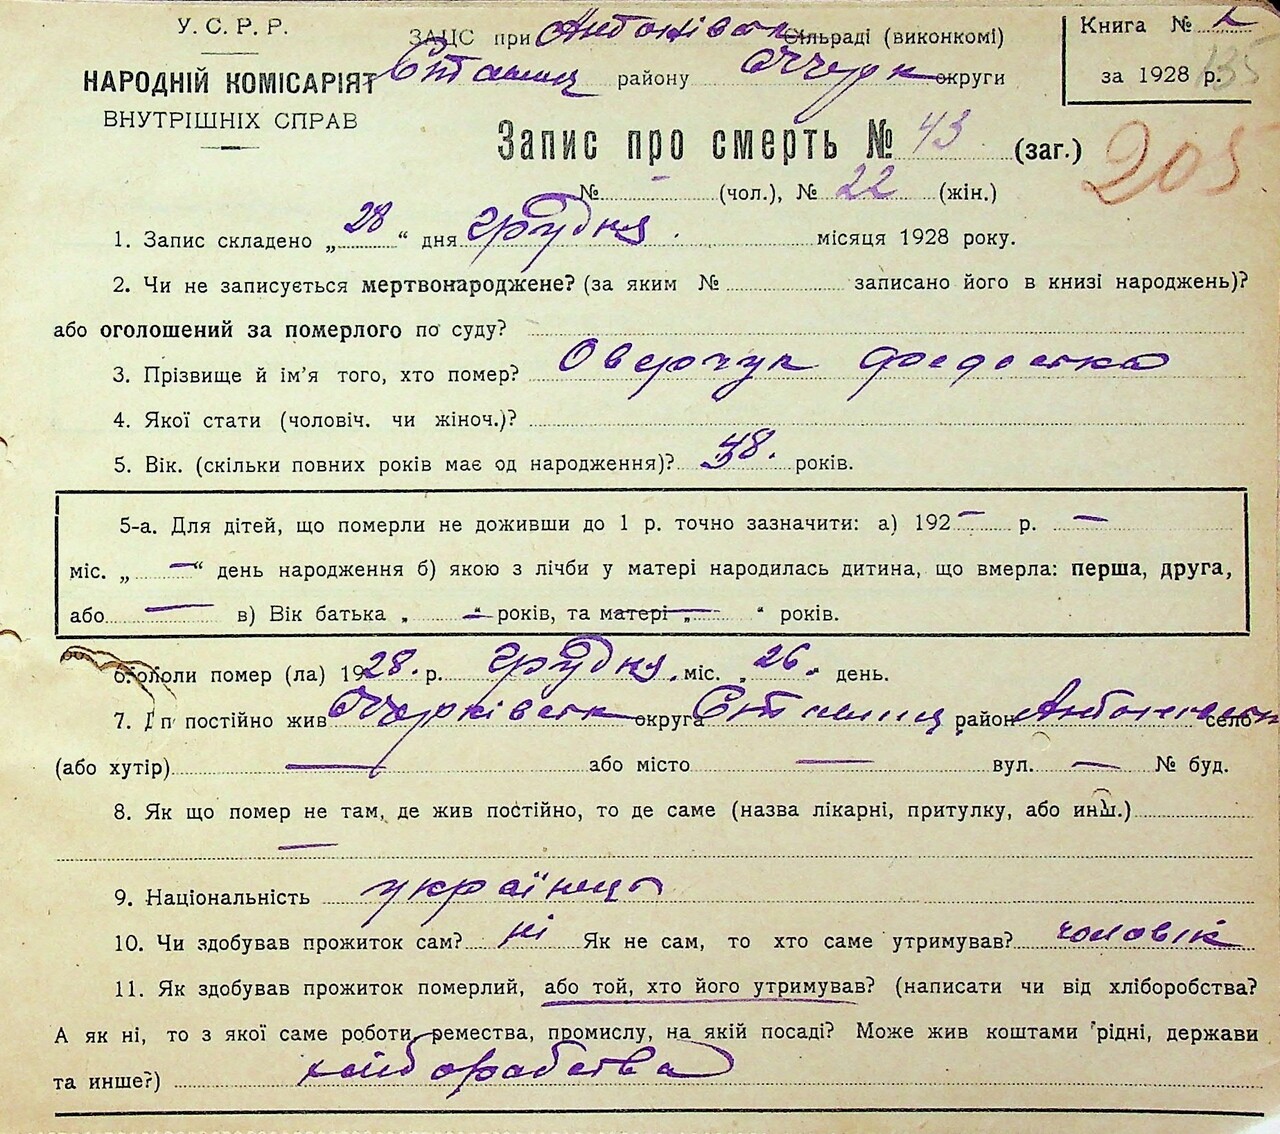 У. С. Р. Р.
НАРОДНІЙ КОМІСАРІЯТ
ВНУТРІШНІХ СПРАВ
ЗАЦС при Антонівськ Сільраді (виконкомі)
району округи
Книга №
за 1928 р. 135
Запис про смерть № 43 (заг.)
205
№ - (чол.), № 22 (жін.)
1. Запис складено „28“ дня грудня місяця 1928 року.
2. Чи не записується мертвонароджене? (за яким № записано його в книзі народжень)?
або оголошений за померлого по суду?
3. Прізвище й ім'я того, хто помер? Оверчук
4. Якої стати (чоловіч. чи жіноч.)?
5. Вік. (скільки повних років має од народження)? років.
5-а. Для дітей, що померли не доживши до 1 р. точно зазначити: а) 192 — р. —
міс. „ — “ день народження б) якою з лічби у матері народилась дитина, що вмерла: перша, друга,
або — в) Вік батька „ — “ років, та матері „ — “ років.
6. Коли помер (ла) 1928. р. грудня. міс. „26.“ день.
7. Де постійно жив округа район Антонівськ село
(або хутір) — або місто — вул. — № буд.
8. Як що помер не там, де жив постійно, то де саме (назва лікарні, притулку, або инш.)
—
9. Національність українца
10. Чи здобував прожиток сам? ні Як не сам, то хто саме утримував? чоловік
11. Як здобував прожиток померлий, або той, хто його утримував? (написати чи від хліборобства?
А як ні, то з якої саме роботи, ремества, промислу, на якій посаді? Може жив коштами рідні, держави
та инше?) хліборобства